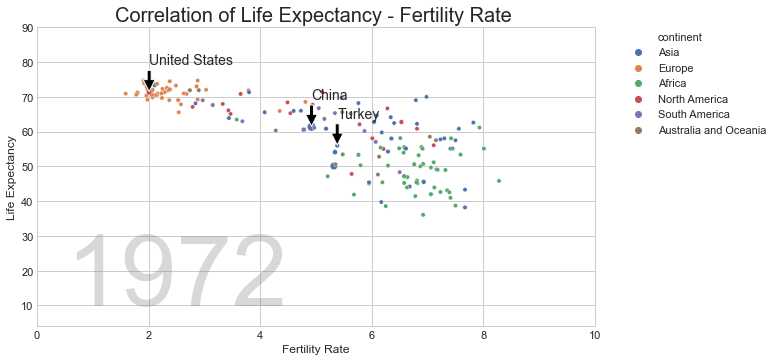 Correlation of Life Expectancy - Fertility Rate
90
80
70
60
50
40
30
20
10
Life Expectancy
United States
China
Turkey
1972
0
2
4
6
8
10
Fertility Rate
continent
Asia
Europe
Africa
North America
South America
Australia and Oceania